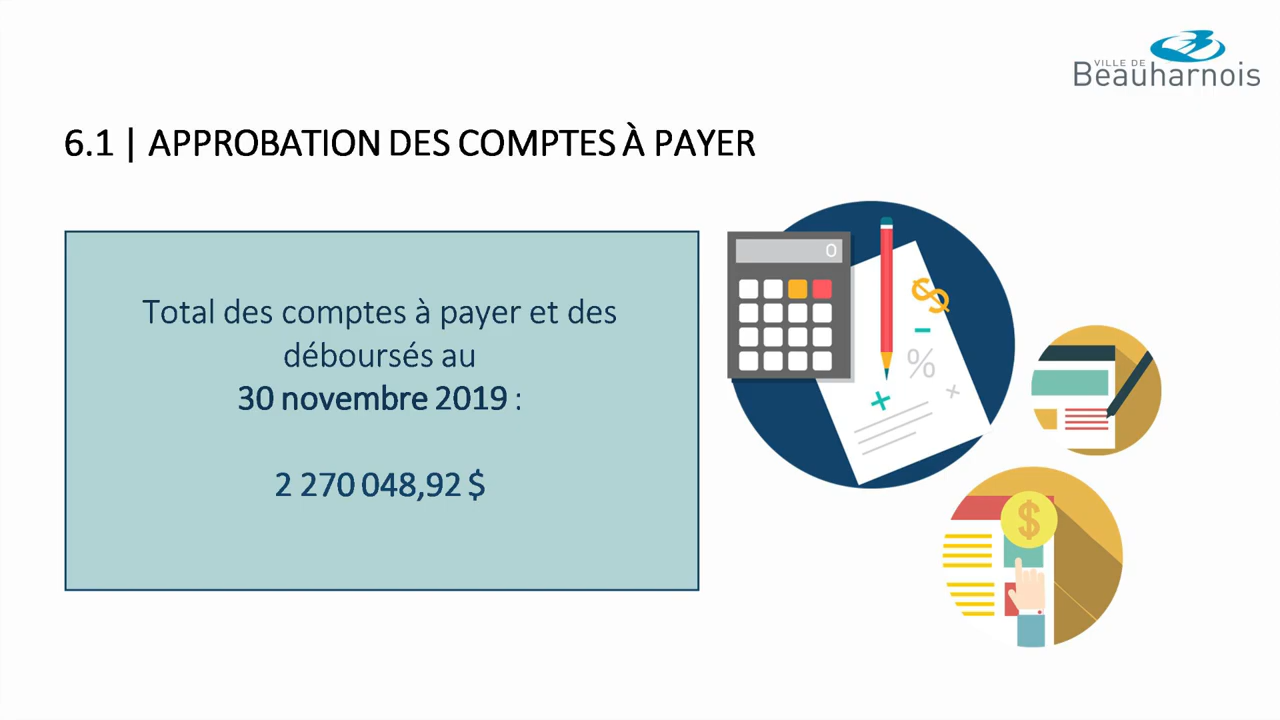 VILLE DE
Beauharnois
6.1 | APPROBATION DES COMPTES À PAYER
Total des comptes à payer et des
déboursés au
30 novembre 2019 :
2 270 048,92 $
0
$
%
$